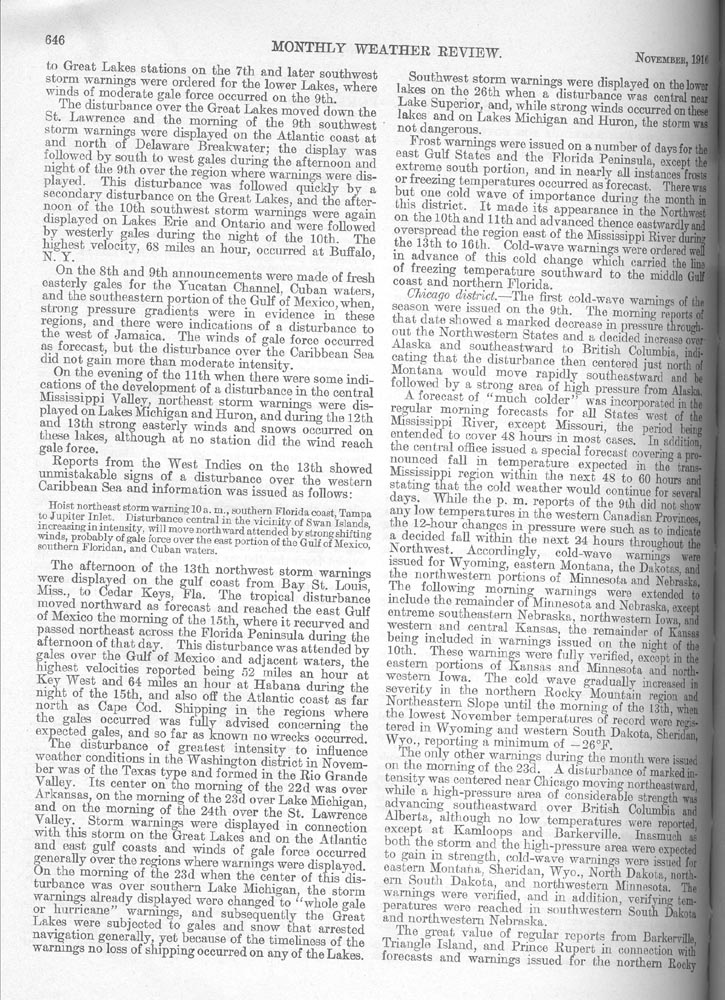 646
MONTHLY WEATHER REVIEW.
NOVEMBER, 1916
to Great Lakes stations on the 7th and later southwest
storm warnings were ordered for the lower Lakes, where
winds of moderate gale force occurred on the 9th.
The disturbance over the Great Lakes moved down the
St. Lawrence and the morning of the 9th southwest
storm warnings were displayed on the Atlantic coast at
and north of Delaware Breakwater; the display was
followed by south to west gales during the afternoon and
night of the 9th over the region where warnings were dis-
played. This disturbance was followed quickly by a
secondary disturbance on the Great Lakes, and the after-
noon of the 10th southwest storm warnings were again
displayed on Lakes Erie and Ontario and were followed
by westerly gales during the night of the 10th. The
highest velocity, 68 miles an hour, occurred at Buffalo,
N. Y.
On the 8th and 9th announcements were made of fresh
easterly gales for the Yucatan Channel, Cuban waters,
and the southeastern portion of the Gulf of Mexico, when,
strong pressure gradients were in evidence in these
regions, and there were indications of a disturbance to
the west of Jamaica. The winds of gale force occurred
as forecast, but the disturbance over the Caribbean Sea
did not gain more than moderate intensity.
On the evening of the 11th when there were some indi-
cations of the development of a disturbance in the central
Mississippi Valley, northeast storm warnings were dis-
played on Lakes Michigan and Huron, and during the 12th
and 13th strong easterly winds and snows occurred on
these lakes, although at no station did the wind reach
gale force.
Reports from the West Indies on the 13th showed
unmistakable signs of a disturbance over the western
Caribbean Sea and information was issued as follows:
Hoist northeast storm warning 10 a. m., southern Florida coast, Tampa
to Jupiter Inlet. Disturbance central in the vicinity of Swan Islands,
increasing in intensity, will move northward attended by strong shifting
winds, probably of gale force over the east portion of the Gulf of Mexico,
southern Floridan, and Cuban waters.
The afternoon of the 13th northwest storm warnings
were displayed on the gulf coast from Bay St. Louis,
Miss., to Cedar Keys, Fla. The tropical disturbance
moved northward as forecast and reached the east Gulf
of Mexico the morning of the 15th, where it recurved and
passed northeast across the Florida Peninsula during the
afternoon of that day. This disturbance was attended by
gales over the Gulf of Mexico and adjacent waters, the
highest velocities reported being 52 miles an hour at
Key West and 64 miles an hour at Habana during the
night of the 15th, and also off the Atlantic coast as far
north as Cape Cod. Shipping in the regions where
the gales occurred was fully advised concerning the
expected gales, and so far as known no wrecks occurred.
The disturbance of greatest intensity to influence
weather conditions in the Washington district in Novem-
ber was of the Texas type and formed in the Rio Grande
Valley. Its center on the morning of the 22d was over
Arkansas, on the morning of the 23d over Lake Michigan,
and on the morning of the 24th over the St. Lawrence
Valley. Storm warnings were displayed in connection
with this storm on the Great Lakes and on the Atlantic
and east gulf coasts and winds of gale force occurred
generally over the regions where warnings were displayed.
On the morning of the 23d when the center of this dis-
turbance was over southern Lake Michigan, the storm
warnings already displayed were changed to "whole gale
or hurricane" warnings, and subsequently the Great
Lakes were subjected to gales and snow that arrested
navigation generally, yet because of the timeliness of the
warnings no loss of shipping occurred on any of the Lakes.
Southwest storm warnings were displayed on the lower
lakes on the 26th when a disturbance was central near
Lake Superior, and, while strong winds occurred on these
lakes and on Lakes Michigan and Huron, the storm was
not dangerous.
Frost warnings were issued on a number of days for the
east Gulf States and the Florida Peninsula, except the
extreme south portion, and in nearly all instances frosts
or freezing temperatures occurred as forecast. There was
but one cold wave of importance during the month in
this district. It made its appearance in the Northwest
on the 10th and 11th and advanced thence eastwardly and
overspread the region east of the Mississippi River during
the 13th to 16th. Cold-wave warnings were ordered well
in advance of this cold change which carried the line
of freezing temperature southward to the middle Gulf
coast and northern Florida.
Chicago district.—The first cold-wave warnings of the
season were issued on the 9th. The morning reports of
that date showed a marked decrease in pressure through-
out the Northwestern States and a decided increase over
Alaska and southeastward to British Columbia, indi-
cating that the disturbance then centered just north of
Montana would move rapidly southeastward and be
followed by a strong area of high pressure from Alaska.
A forecast of "much colder" was incorporated in the
regular morning forecasts for all States west of the
Mississippi River, except Missouri, the period being
extended to cover 48 hours in most cases. In addition,
the central office issued a special forecast covering a pro-
nounced fall in temperature expected in the trans-
Mississippi region within the next 48 to 60 hours and
stating that the cold weather would continue for several
days. While the p. m. reports of the 9th did not show
any low temperatures in the western Canadian Provinces,
the 12-hour changes in pressure were such as to indicate
a decided fall within the next 24 hours throughout the
Northwest. Accordingly, cold-wave warnings were
issued for Wyoming, eastern Montana, the Dakotas, and
the northwestern portions of Minnesota and Nebraska.
The following morning warnings were extended to
include the remainder of Minnesota and Nebraska, except
extreme southeastern Nebraska, northwestern Iowa, and
western and central Kansas, the remainder of Kansas
being included in warnings issued on the night of the
10th. These warnings were fully verified, except in the
eastern portions of Kansas and Minnesota and north-
western Iowa. The cold wave gradually increased in
severity in the northern Rocky Mountain region and
Northeastern Slope until the morning of the 13th, when
the lowest November temperatures of record were regis-
tered in Wyoming and western South Dakota, Sheridan,
Wyo., reporting a minimum of −26°F.
The only other warnings during the month were issued
on the morning of the 23d. A disturbance of marked in-
tensity was centered near Chicago moving northeastward,
while a high-pressure area of considerable strength was
advancing southeastward over British Columbia and
Alberta, although no low temperatures were reported,
except at Kamloops and Barkerville. Inasmuch as
both the storm and the high-pressure area were expected
to gain in strength, cold-wave warnings were issued for
eastern Montana, Sheridan, Wyo., North Dakota, north-
ern South Dakota, and northwestern Minnesota. The
warnings were verified, and in addition, verifying tem-
peratures were reached in southwestern South Dakota
and northwestern Nebraska.
The great value of regular reports from Barkerville,
Triangle Island, and Prince Rupert in connection with
forecasts and warnings issued for the northern Rocky